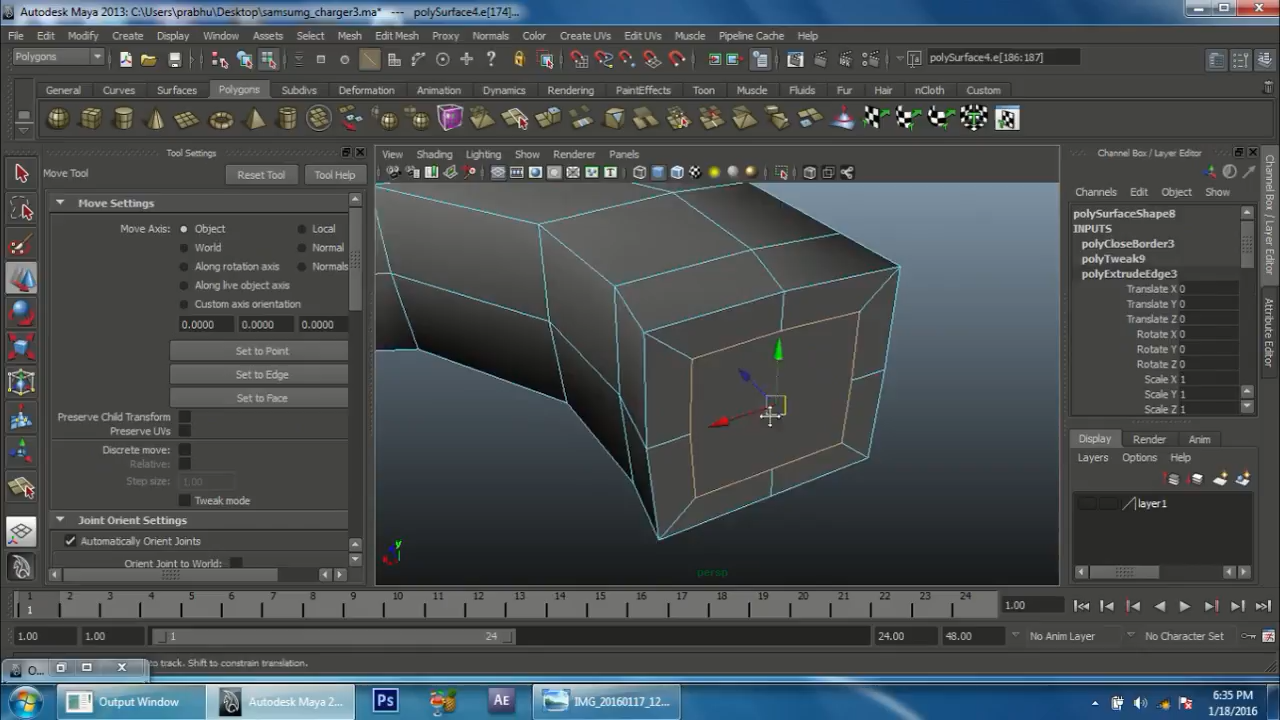 Autodesk Maya 2013: C:\Users\prabhu\Desktop\samsumg_charger3.ma* --- polySurface4.e[174]...
File Edit Modify Create Display Window Assets Select Mesh Edit Mesh Proxy Normals Color Create UVs Edit UVs Muscle Pipeline Cache Help
Polygons polySurface4.e[186:187]
General Curves Surfaces Polygons Subdivs Deformation Animation Dynamics Rendering PaintEffects Toon Muscle Fluids Fur Hair nCloth Custom
Tool Settings
Move Tool Reset Tool Tool Help
Move Settings
Move Axis: Object Local
World Normal
Along rotation axis Normals
Along live object axis
Custom axis orientation
0.0000 0.0000 0.0000
Set to Point
Set to Edge
Set to Face
Preserve Child Transform
Preserve UVs
Discrete move:
Relative:
Step size: 1.00
Tweak mode
Joint Orient Settings
Automatically Orient Joints
Orient Joint to World:
View Shading Lighting Show Renderer Panels
y
persp
Channel Box / Layer Editor
Channels Edit Object Show
polySurfaceShape8
INPUTS
polyCloseBorder3
polyTweak9
polyExtrudeEdge3
Translate X 0
Translate Y 0
Translate Z 0
Rotate X 0
Rotate Y 0
Rotate Z 0
Scale X 1
Scale Y 1
Scale Z 1
Display Render Anim
Layers Options Help
layer1
Channel Box / Layer Editor
Attribute Editor
1 2 3 4 5 6 7 8 9 10 11 12 13 14 15 16 17 18 19 20 21 22 23 24
1
1.00
1.00 1.00 1 24 24.00 48.00 No Anim Layer No Character Set
O... to track. Shift to constrain translation.
Output Window Autodesk Maya 2... Ps AE IMG_20160117_12...
6:35 PM
1/18/2016